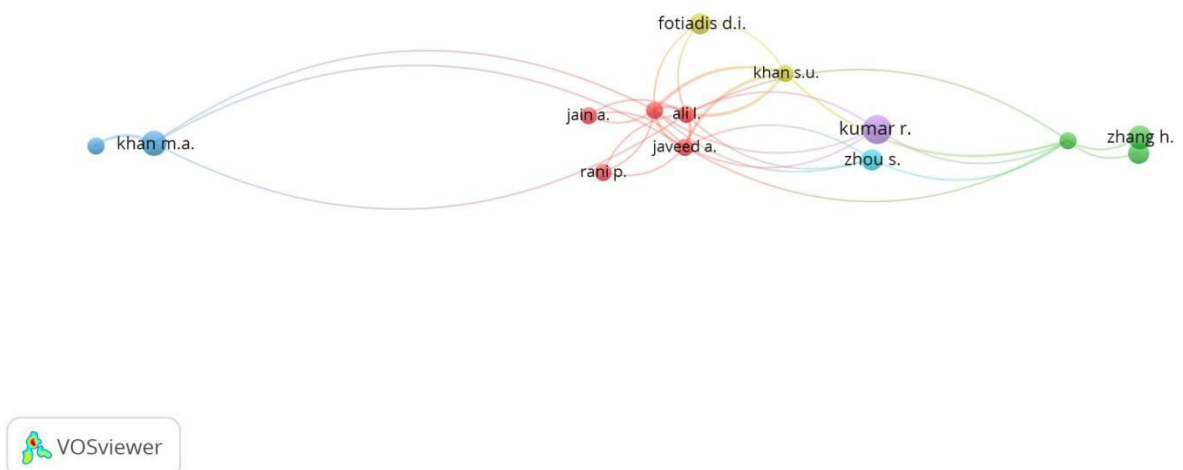 fotiadis d.i.
khan s.u.
jain a.
ali l.
kumar r.
zhang h.
khan m.a.
javeed a.
zhou s.
rani p.
VOSviewer